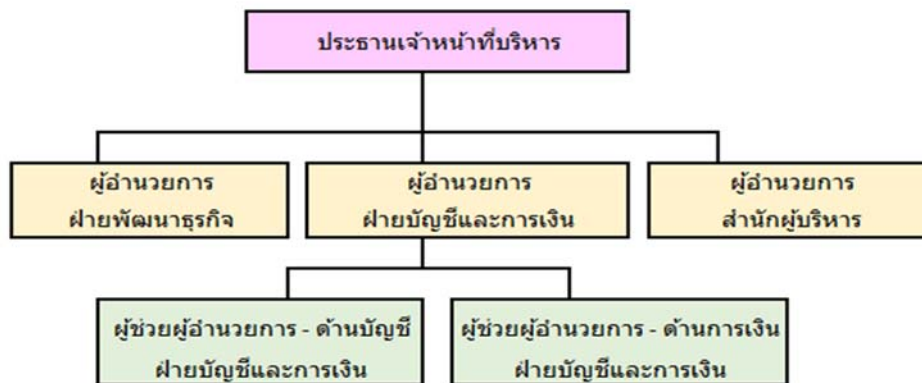 ประธานเจ้าหน้าที่บริหาร
ผู้อำนวยการ
ฝ่ายพัฒนาธุรกิจ
ผู้อำนวยการ
ฝ่ายบัญชีและการเงิน
ผู้อำนวยการ
สำนักผู้บริหาร
ผู้ช่วยผู้อำนวยการ - ด้านบัญชี
ฝ่ายบัญชีและการเงิน
ผู้ช่วยผู้อำนวยการ - ด้านการเงิน
ฝ่ายบัญชีและการเงิน